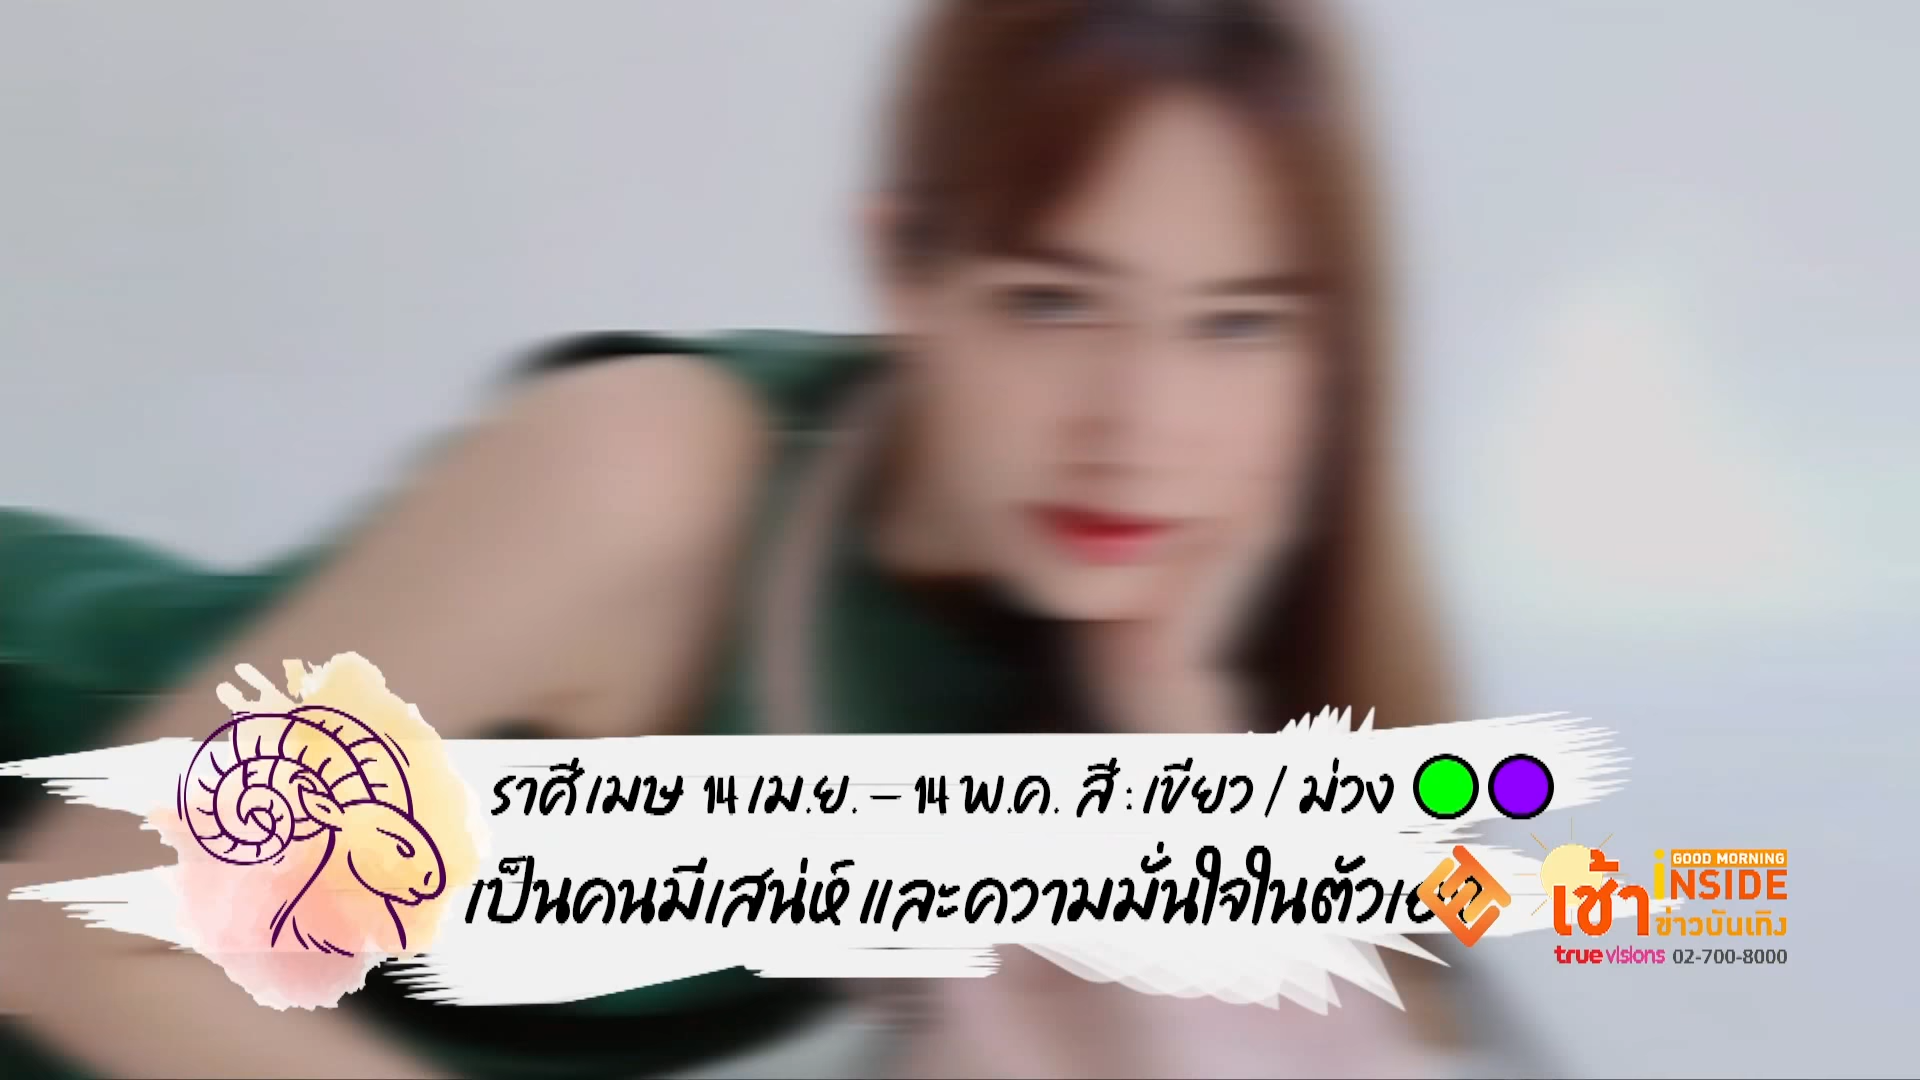 ราศีเมษ 14 เม.ย. – 14 พ.ค. สี : เขียว / ม่วง
เป็นคนมีเสน่ห์ และความมั่นใจในตัวเอง
เช้า
GOOD MORNING
iNSIDE
ข่าวบันเทิง
truevisions 02-700-8000